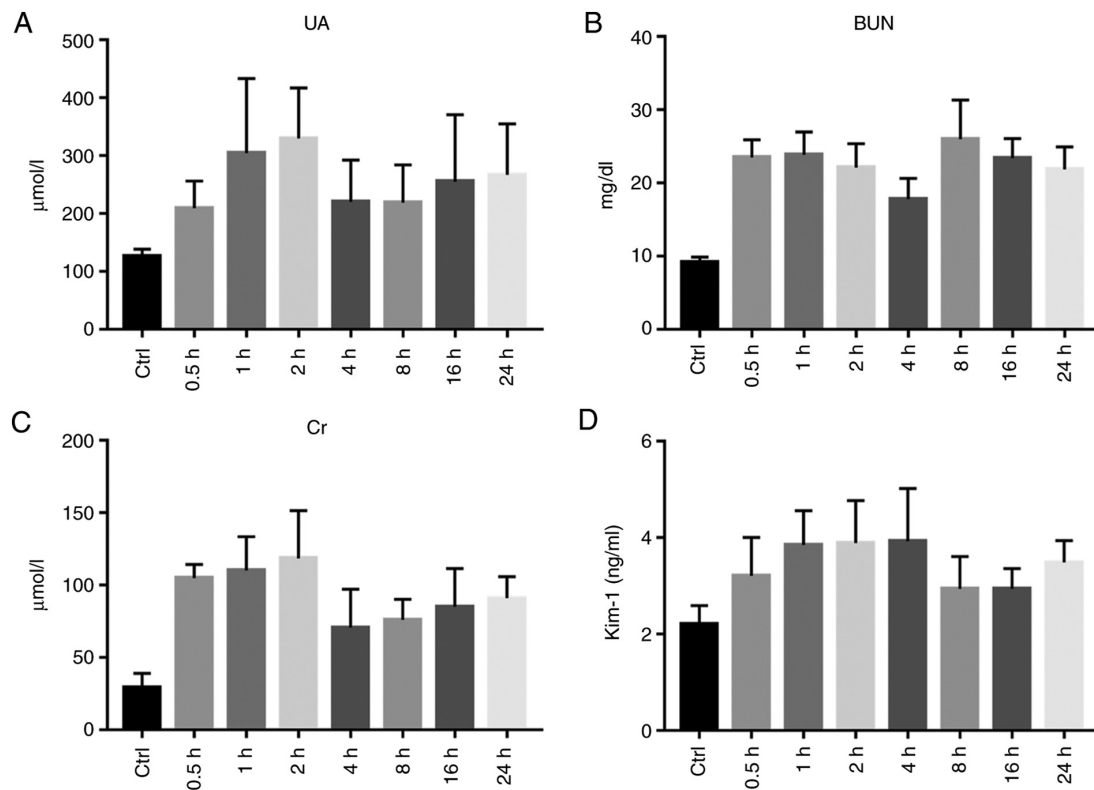 A
UA
500
400
300
200
100
0
μmol/l
Ctrl
0.5 h
1 h
2 h
4 h
8 h
16 h
24 h
B
BUN
40
30
20
10
0
mg/dl
Ctrl
0.5 h
1 h
2 h
4 h
8 h
16 h
24 h
C
Cr
200
150
100
50
0
μmol/l
Ctrl
0.5 h
1 h
2 h
4 h
8 h
16 h
24 h
D
6
4
2
0
Kim-1 (ng/ml)
Ctrl
0.5 h
1 h
2 h
4 h
8 h
16 h
24 h